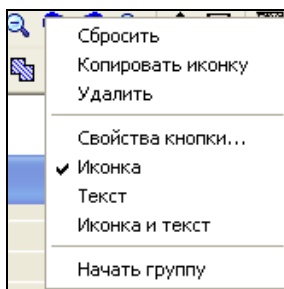 Сбросить
Копировать иконку
Удалить
Свойства кнопки...
Иконка
Текст
Иконка и текст
Начать группу